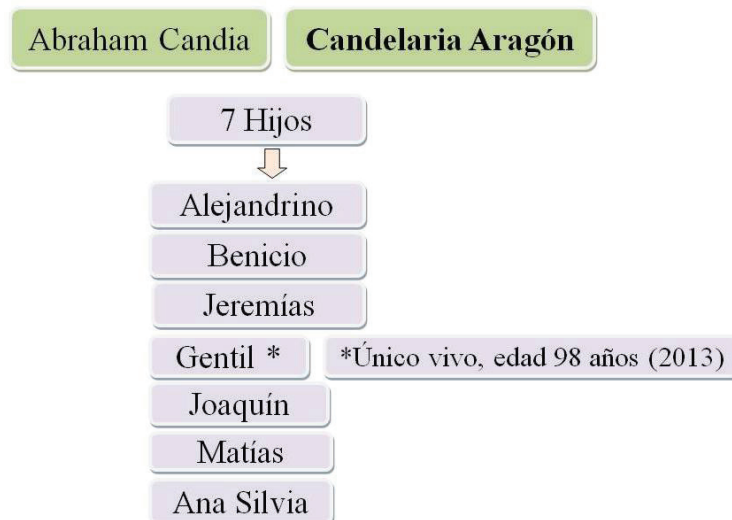 Abraham Candia
Candelaria Aragón
7 Hijos
Alejandrino
Benicio
Jeremías
Gentil * *Único vivo, edad 98 años (2013)
Joaquín
Matías
Ana Silvia